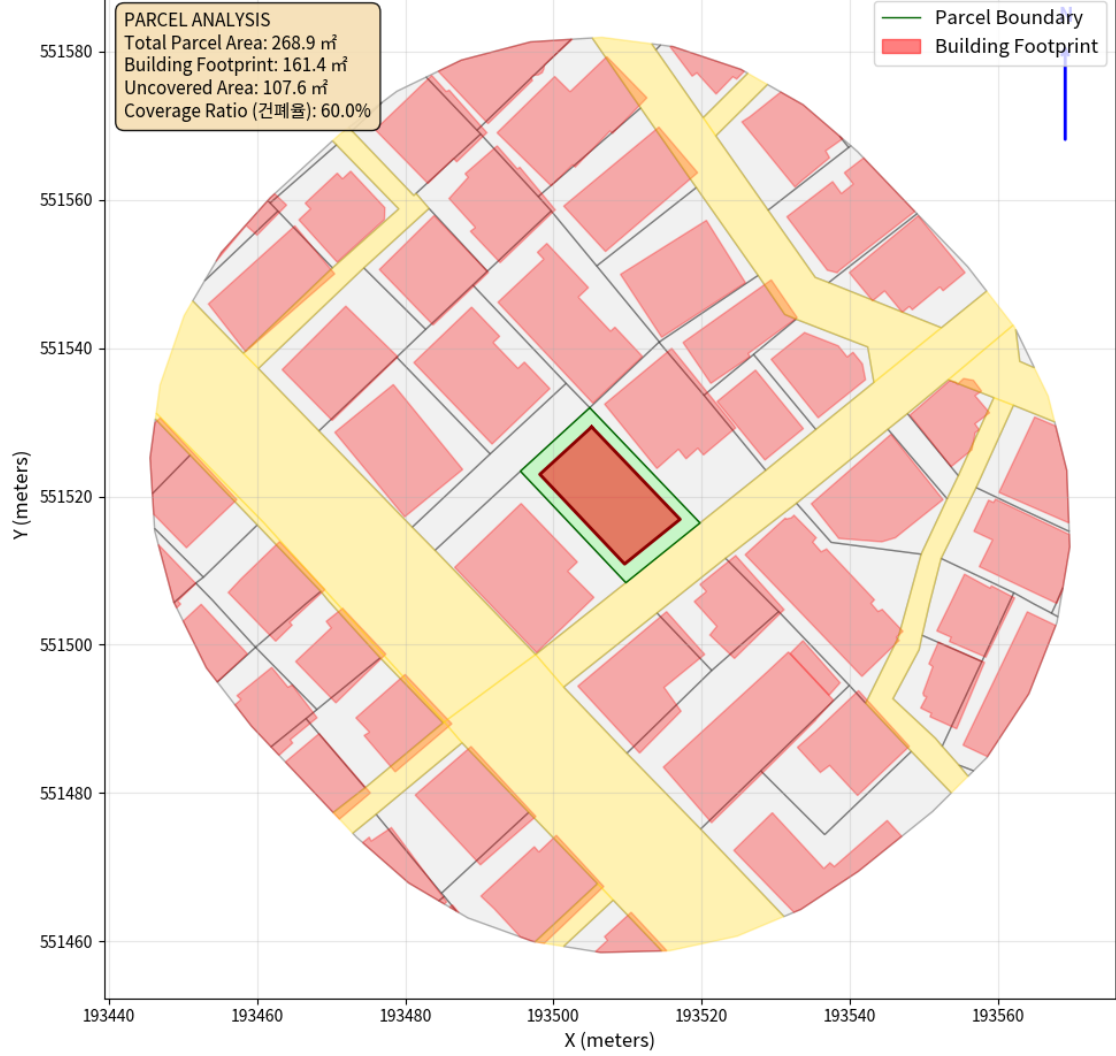 PARCEL ANALYSIS
Total Parcel Area: 268.9 ㎡
Building Footprint: 161.4 ㎡
Uncovered Area: 107.6 ㎡
Coverage Ratio (건폐율): 60.0%
N
Parcel Boundary
Building Footprint
551580
551560
551540
551520
551500
551480
551460
Y (meters)
193440
193460
193480
193500
193520
193540
193560
X (meters)